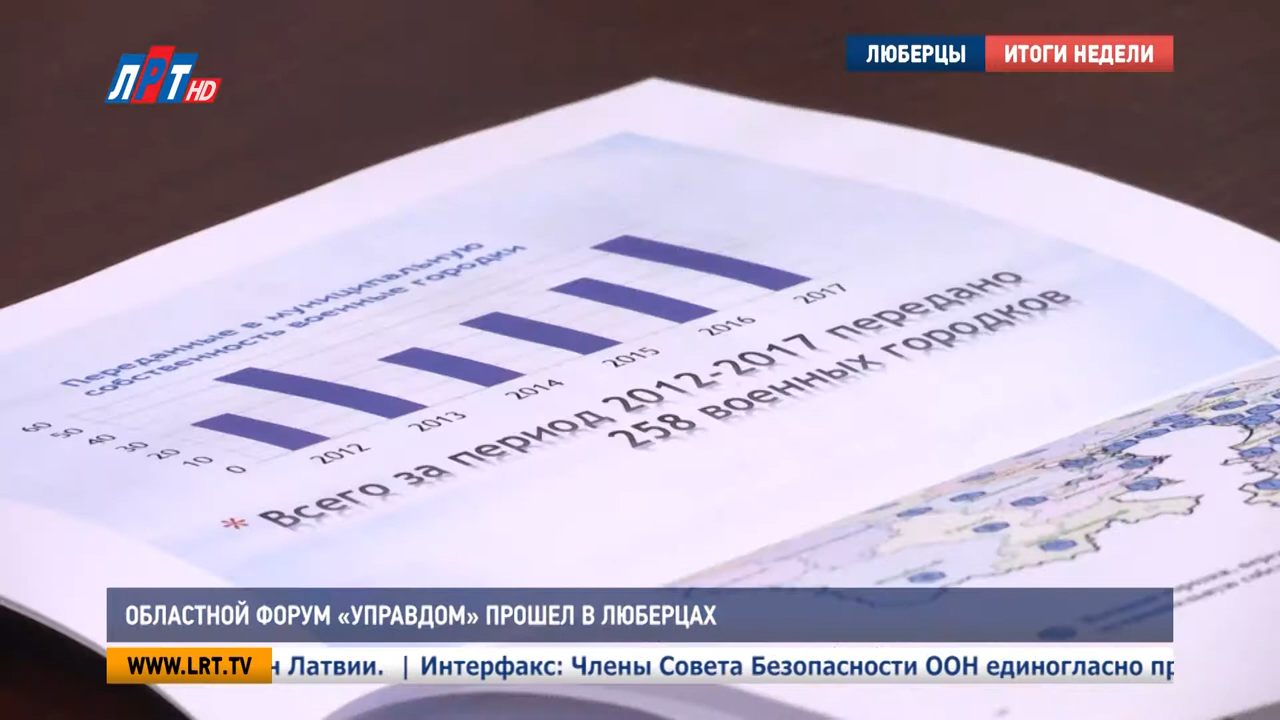 ЛРТ HD
ЛЮБЕРЦЫ ИТОГИ НЕДЕЛИ
Переданные в муниципальную
собственность военные городки
60
50
40
30
20
10
0
2012
2013
2014
2015
2016
2017
* Всего за период 2012-2017 передано
258 военных городков
ОБЛАСТНОЙ ФОРУМ «УПРАВДОМ» ПРОШЕЛ В ЛЮБЕРЦАХ
WWW.LRT.TV н Латвии. | Интерфакс: Члены Совета Безопасности ООН единогласно пр